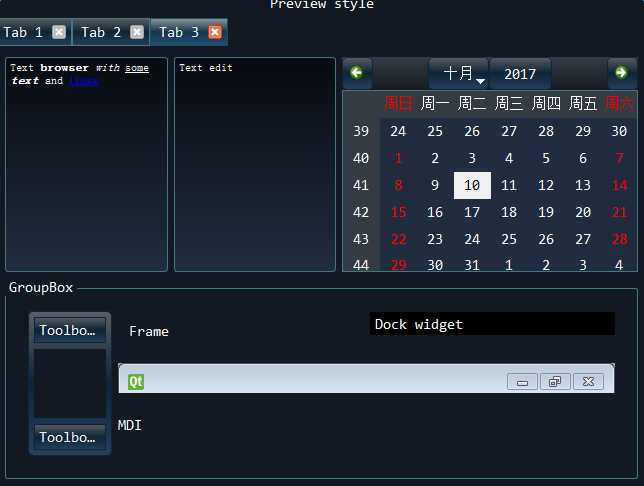 Preview style
Tab 1 Tab 2 Tab 3
Text browser with some
text and links
Text edit
十月 2017
周日 周一 周二 周三 周四 周五 周六
39 24 25 26 27 28 29 30
40 1 2 3 4 5 6 7
41 8 9 10 11 12 13 14
42 15 16 17 18 19 20 21
43 22 23 24 25 26 27 28
44 29 30 31 1 2 3 4
GroupBox
Toolbo…
Toolbo…
Frame
Dock widget
Qt
MDI